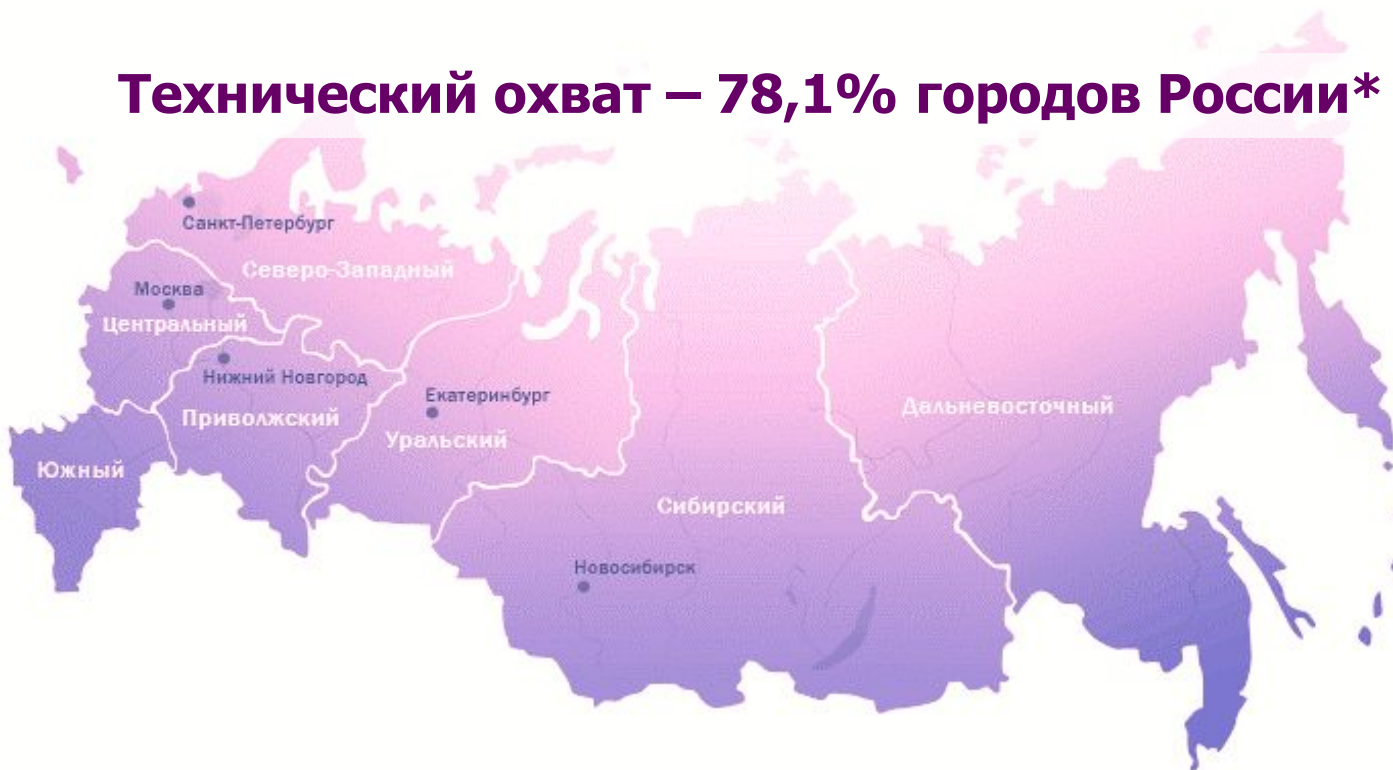 Технический охват – 78,1% городов России*
Санкт-Петербург
Северо-Западный
Москва
Центральный
Нижний Новгород
Екатеринбург
Приволжский
Дальневосточный
Уральский
Южный
Сибирский
Новосибирск